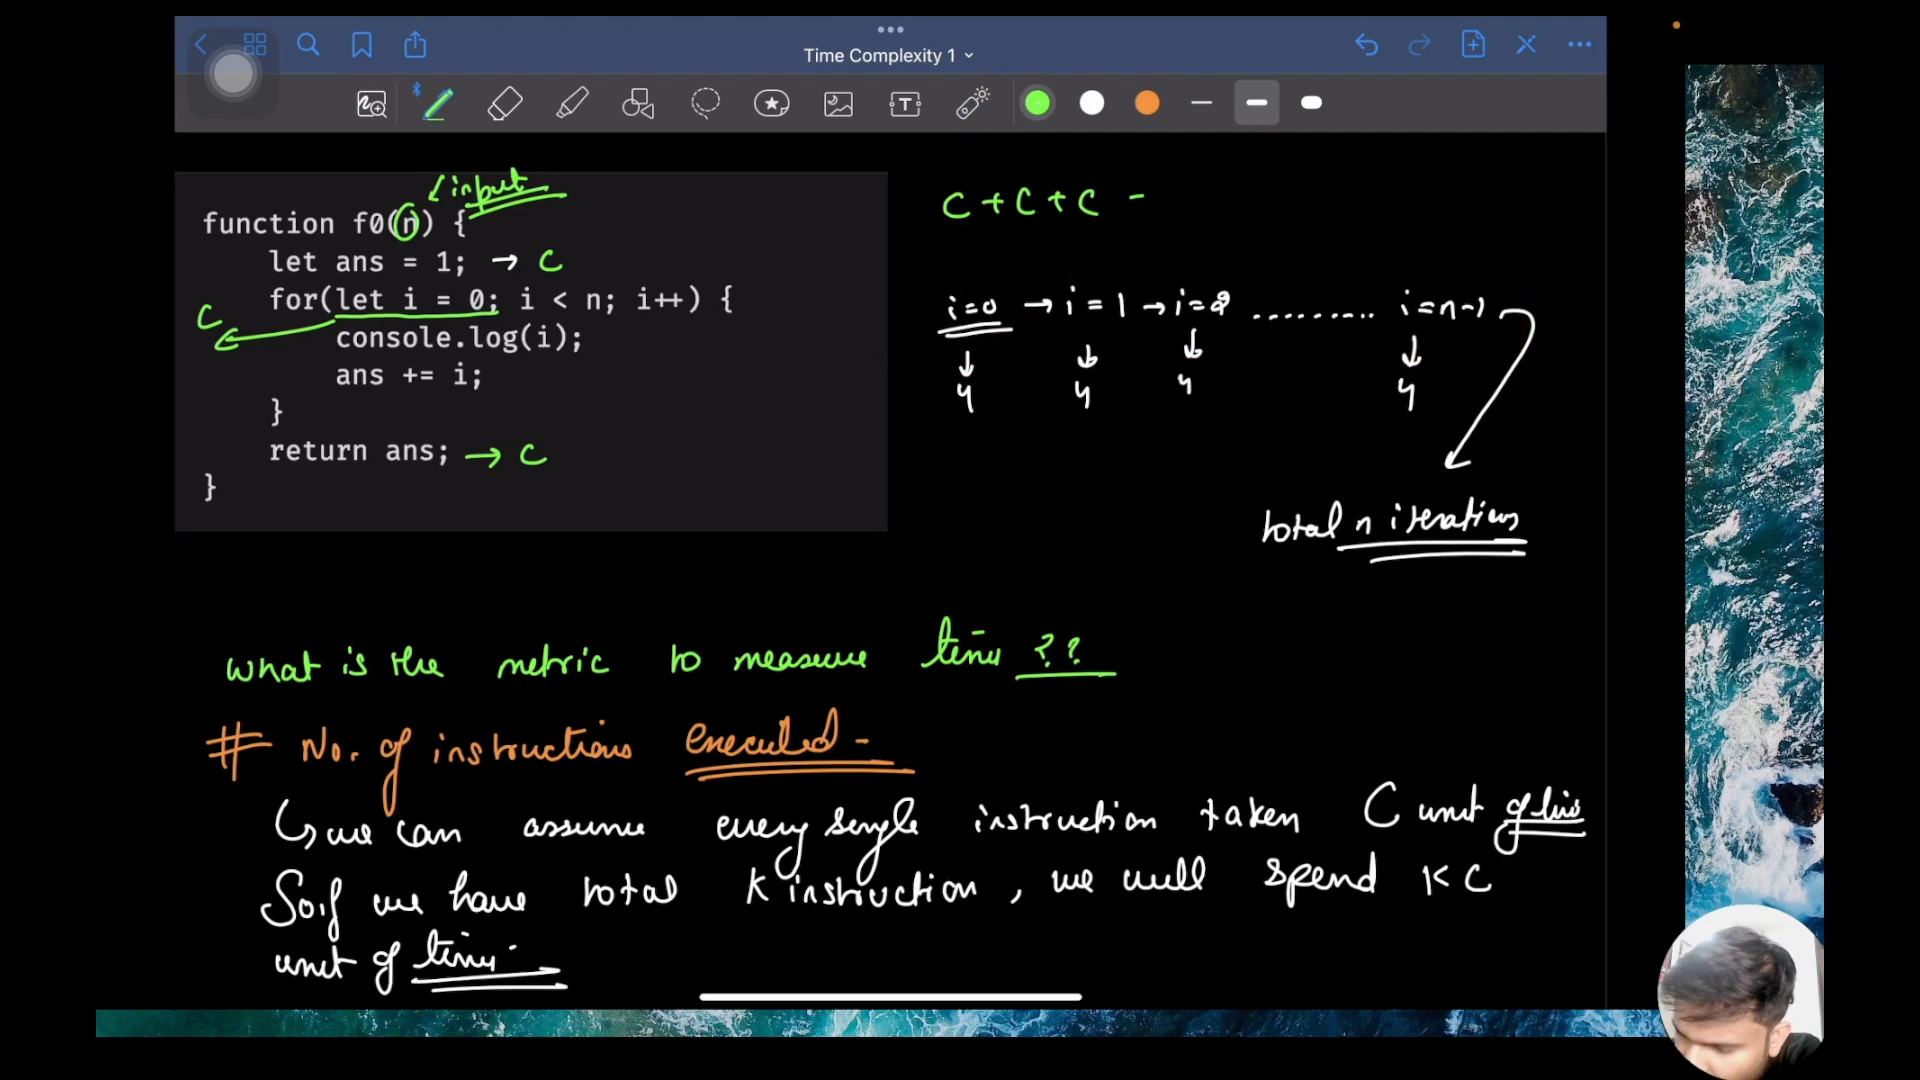 Time Complexity 1
input
function f0(n) {
let ans = 1; → C
for(let i = 0; i < n; i++) {
C
console.log(i);
ans += i;
}
return ans; → C
}
C + C + C -
i=0 → i=1 → i=2 ......... i=n-1
4 4 4 4
total n iterations
what is the metric to measure time ??
# No. of instructions executed -
↳ we can assume every single instruction taken C unit of time
So if we have total K instruction, we will spend KC
unit of time.